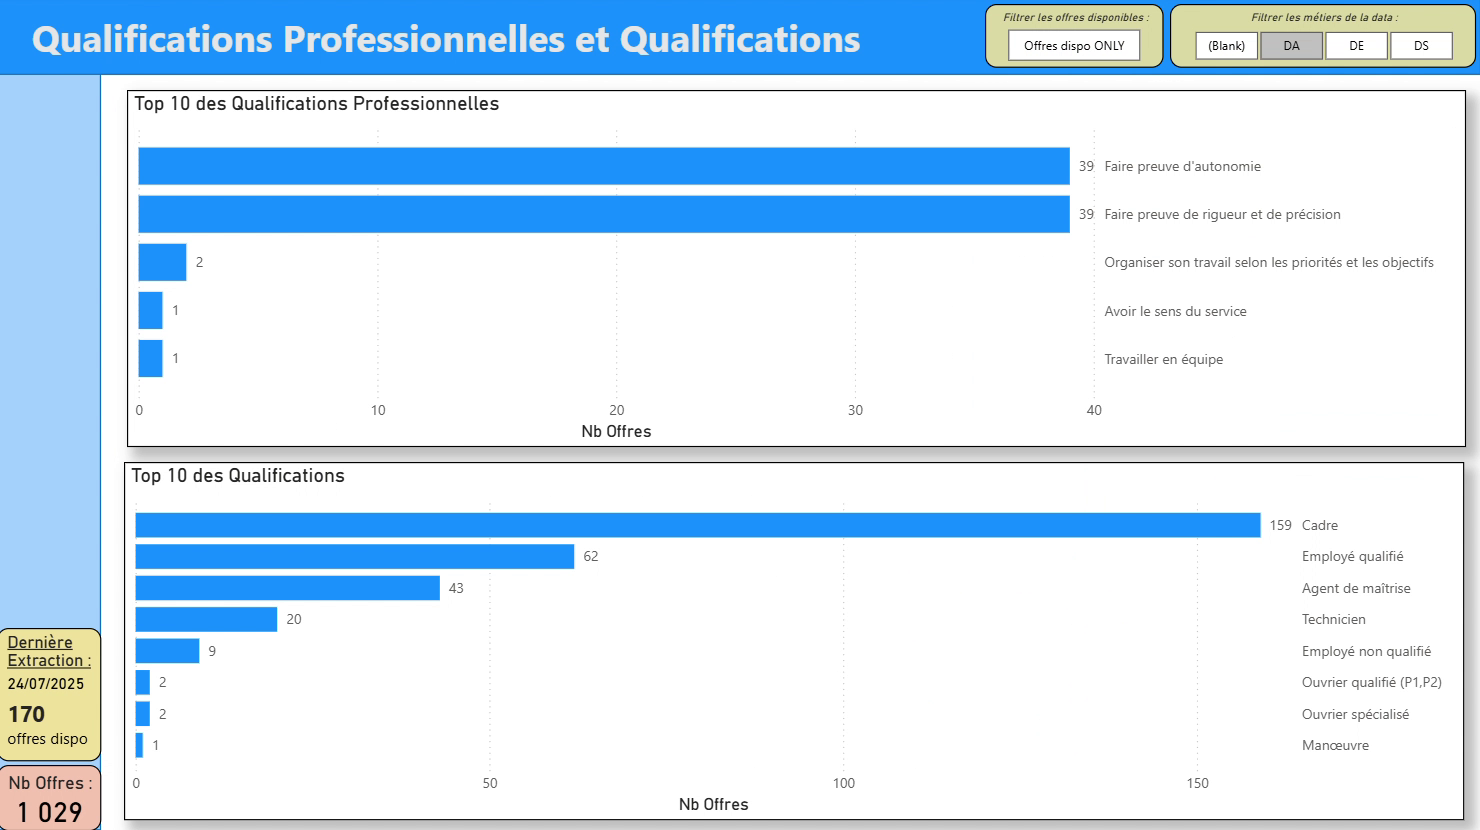 Qualifications Professionnelles et Qualifications
Filtrer les offres disponibles :
Offres dispo ONLY
Filtrer les métiers de la data :
(Blank) DA DE DS
Top 10 des Qualifications Professionnelles
39 Faire preuve d'autonomie
39 Faire preuve de rigueur et de précision
2 Organiser son travail selon les priorités et les objectifs
1 Avoir le sens du service
1 Travailler en équipe
0 10 20 30 40
Nb Offres
Top 10 des Qualifications
159 Cadre
62 Employé qualifié
43 Agent de maîtrise
20 Technicien
9 Employé non qualifié
2 Ouvrier qualifié (P1,P2)
2 Ouvrier spécialisé
1 Manœuvre
0 50 100 150
Nb Offres
Dernière
Extraction :
24/07/2025
170
offres dispo
Nb Offres :
1 029